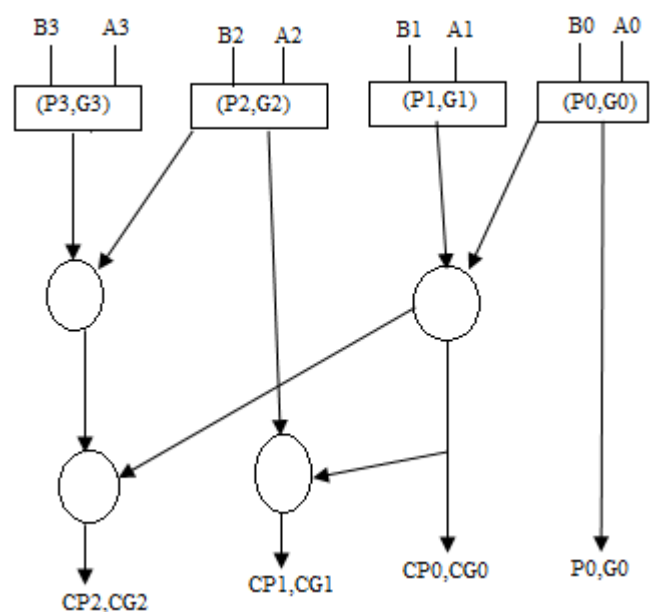 B3 A3 B2 A2 B1 A1 B0 A0
(P3,G3) (P2,G2) (P1,G1) (P0,G0)
CP2,CG2 CP1,CG1 CP0,CG0 P0,G0